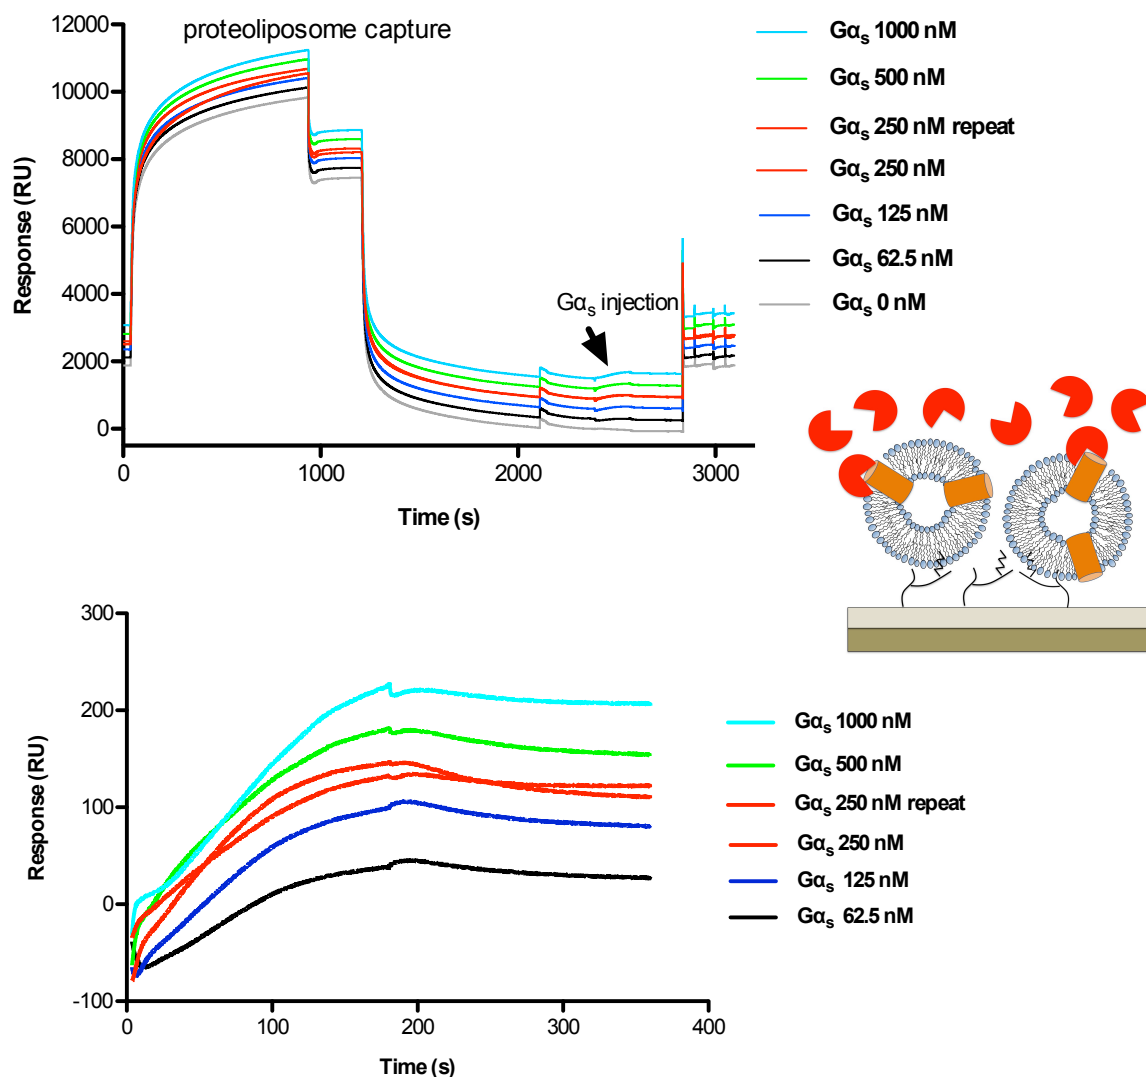 12000
10000
8000
6000
4000
2000
0
Response (RU)
proteoliposome capture
Gαs injection
0
1000
2000
3000
Time (s)
Gαs 1000 nM
Gαs 500 nM
Gαs 250 nM repeat
Gαs 250 nM
Gαs 125 nM
Gαs 62.5 nM
Gαs 0 nM
300
200
100
0
-100
Response (RU)
0
100
200
300
400
Time (s)
Gαs 1000 nM
Gαs 500 nM
Gαs 250 nM repeat
Gαs 250 nM
Gαs 125 nM
Gαs 62.5 nM